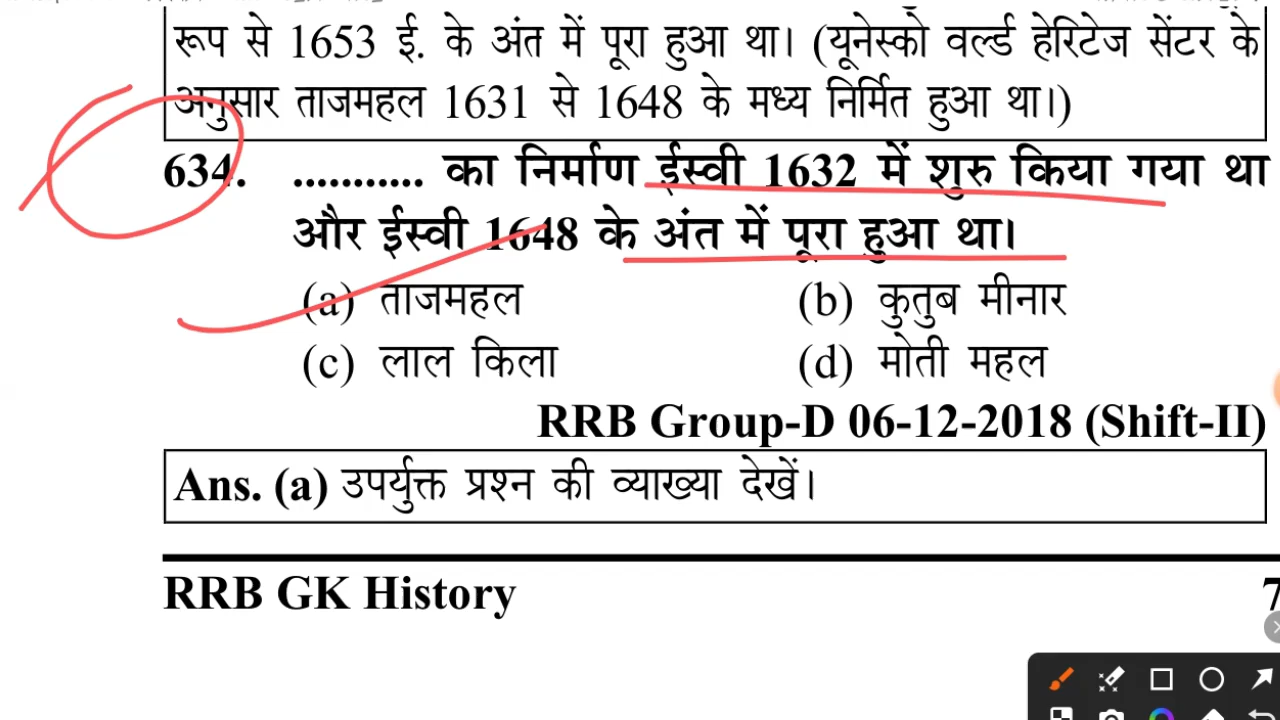 रूप से 1653 ई. के अंत में पूरा हुआ था। (यूनेस्को वर्ल्ड हेरिटेज सेंटर के
अनुसार ताजमहल 1631 से 1648 के मध्य निर्मित हुआ था।)
634. ........... का निर्माण ईस्वी 1632 में शुरु किया गया था
और ईस्वी 1648 के अंत में पूरा हुआ था।
(a) ताजमहल (b) कुतुब मीनार
(c) लाल किला (d) मोती महल
RRB Group-D 06-12-2018 (Shift-II)
Ans. (a) उपर्युक्त प्रश्न की व्याख्या देखें।
RRB GK History 7